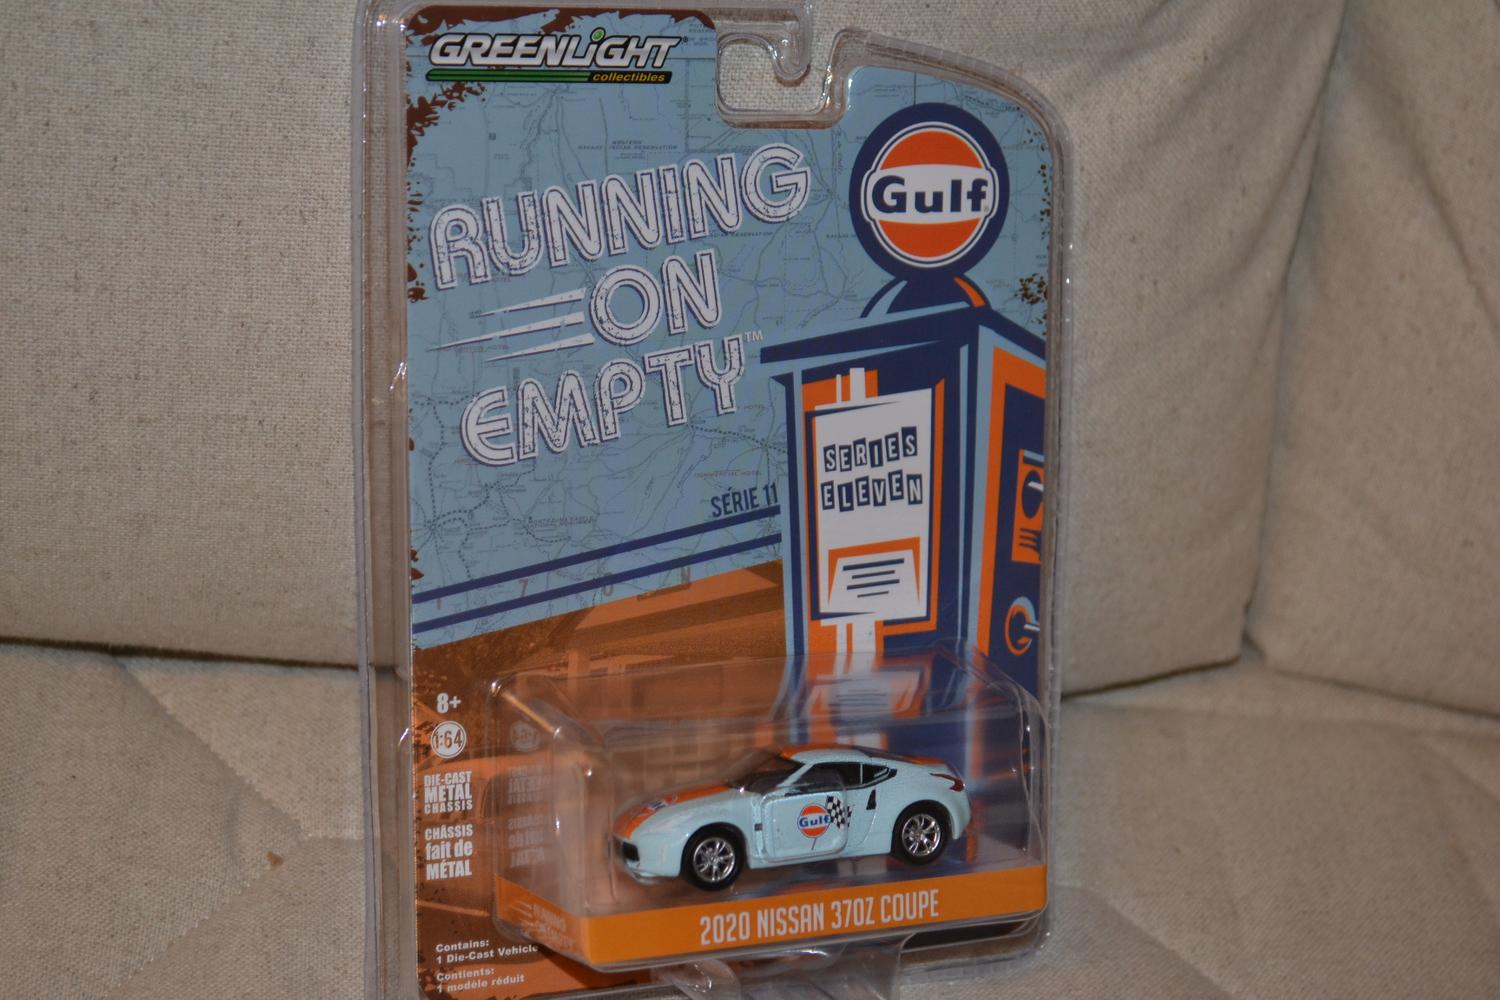 GREENLiGHT
collectibles
Gulf
RUNNING
ON
EMPTY™
SERIES
ELEVEN
SÉRIE 11
8+
1:64
DIE-CAST
METAL
CHASSIS
CHÂSSIS
fait de
MÉTAL
Gulf
2020 NISSAN 370Z COUPE
Contains:
1 Die-Cast Vehicle
Contients:
1 modèle réduit